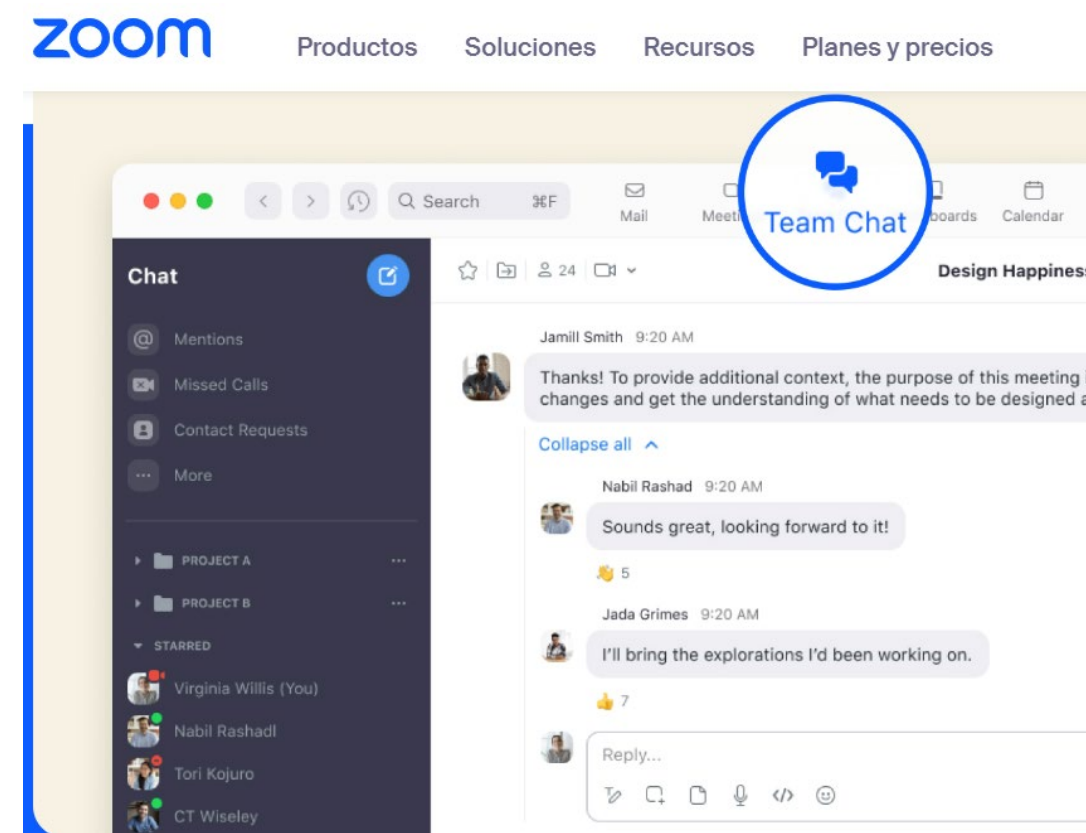 zoom
Productos Soluciones Recursos Planes y precios
Search ⌘F
Mail
Team Chat
Calendar
Chat
24
Design Happiness
Mentions
Missed Calls
Contact Requests
More
PROJECT A
PROJECT B
STARRED
Virginia Willis (You)
Nabil Rashadl
Tori Kojuro
CT Wiseley
Jamill Smith 9:20 AM
Thanks! To provide additional context, the purpose of this meeting
changes and get the understanding of what needs to be designed
Collapse all
Nabil Rashad 9:20 AM
Sounds great, looking forward to it!
5
Jada Grimes 9:20 AM
I'll bring the explorations I'd been working on.
7
Reply...